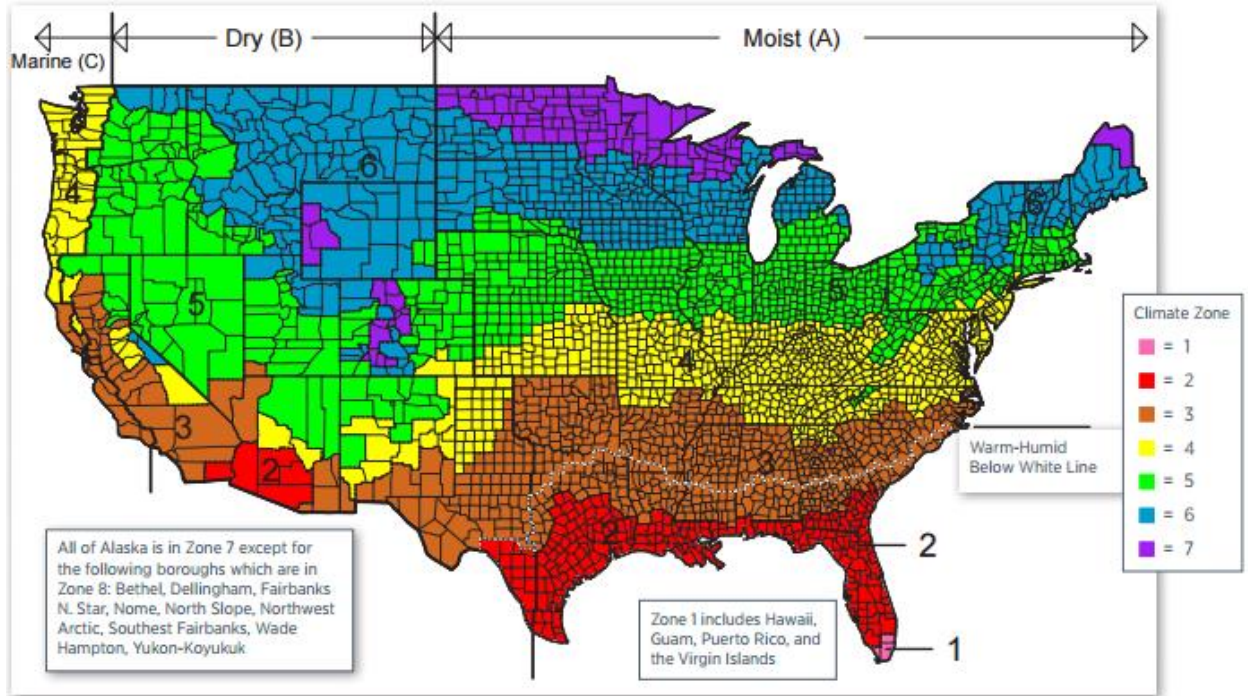 Marine (C)
Dry (B)
Moist (A)
6
4
5
6
5
4
3
3
2
2
2
1
Climate Zone
= 1
= 2
= 3
= 4
= 5
= 6
= 7
Warm-Humid
Below White Line
All of Alaska is in Zone 7 except for
the following boroughs which are in
Zone 8: Bethel, Dellingham, Fairbanks
N. Star, Nome, North Slope, Northwest
Arctic, Southest Fairbanks, Wade
Hampton, Yukon-Koyukuk
Zone 1 includes Hawaii,
Guam, Puerto Rico, and
the Virgin Islands